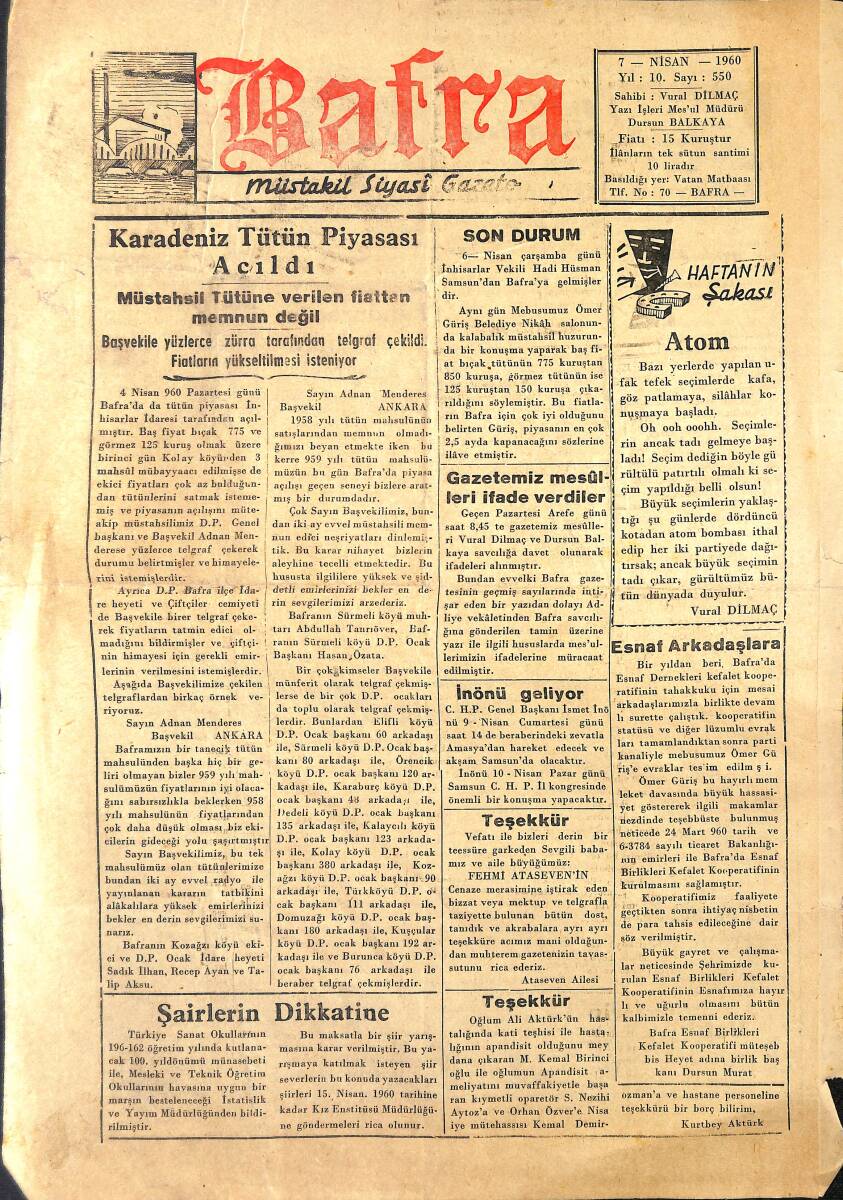 Bafra
Müstakil Siyasî Gazete
7 — NİSAN — 1960
Yıl : 10. Sayı : 550
Sahibi : Vural DİLMAÇ
Yazı İşleri Mes'ul Müdürü
Dursun BALKAYA
Fiatı : 15 Kuruştur
İlânların tek sütun santimi
10 liradır
Basıldığı yer: Vatan Matbaası
Tlf. No : 70 — BAFRA —
Karadeniz Tütün Piyasası
Acıldı
Müstahsil Tütüne verilen fiattan
memnun değil
Başvekile yüzlerce zürra tarafından telgraf çekildi.
Fiatların yükseltilmesi isteniyor
4 Nisan 960 Pazartesi günü
Bafra'da da tütün piyasası İn-
hisarlar İdaresi tarafından açıl-
mıştır. Baş fiyat bıçak 775 ve
görmez 125 kuruş olmak üzere
birinci gün Kolay köyünden 3
mahsûl mübayyaacı edilmişse de
ekici fiyatları çok az bulduğun-
dan tütünlerini satmak isteme-
miş ve piyasanın açılışını müte-
akip müstahsilimiz D.P. Genel
başkanı ve Başvekil Adnan Men-
derese yüzlerce telgraf çekerek
durumu belirtmişler ve himayele-
rini istemişlerdir.
Ayrıca D.P. Bafra ilçe İda-
re heyeti ve Çiftçiler cemiyeti
de Başvekile birer telgraf çeke-
rek fiyatların tatmin edici ol-
madığını bildirmişler ve çiftçi-
nin himayesi için gerekli emir-
lerinin verilmesini istemişlerdir.
Aşağıda Başvekilimize çekilen
telgraflardan birkaç örnek ve-
riyoruz.
Sayın Adnan Menderes
Başvekil ANKARA
Baframızın bir tanecik tütün
mahsulünden başka hiç bir ge-
liri olmayan bizler 959 yılı mah-
sulümüzün fiyatlarının iyi olaca-
ğını sabırsızlıkla beklerken 958
yılı mahsulünün fiyatlarından
çok daha düşük olması biz eki-
cilerin gideceği yolu şaşırtmıştır
Sayın Başvekilimiz, bu tek
mahsulümüz olan tütünlerimize
bundan iki ay evvel radyo ile
yayınlanan kararın tatbikini
alâkalılara yüksek emirlerinizi
bekler en derin sevgilerimizi su-
narız.
Bafranın Kozağzı köyü eki-
ci ve D.P. Ocak İdare heyeti
Sadık İlhan, Recep Ayan ve Ta-
lip Aksu.
Sayın Adnan Menderes
Başvekil ANKARA
1958 yılı tütün mahsulünün
satışlarından memnun olmadı-
ğımızı beyan etmekte iken bu
kerre 959 yılı tütün mahsulü-
müzün bu gün Bafra'da piyasa
açılışı geçen seneyi bizlere arat-
mış bir durumdadır.
Çok Sayın Başvekilimiz, bun-
dan iki ay evvel müstahsili mem-
nun edici neşriyatları dinlemiş-
tik. Bu karar nihayet bizlerin
aleyhine tecelli etmektedir. Bu
hususta ilgililere yüksek ve şid-
detli emirlerinizi bekler en de-
rin sevgilerimizi arzederiz.
Bafranın Sürmeli köyü muh-
tarı Abdullah Tanrıöver, Baf-
ranın Sürmeli köyü D.P. Ocak
Başkanı Hasan Özata.
Bir çok kimseler Başvekile
münferit olarak telgraf çekmiş-
lerse de bir çok D.P. ocakları
da toplu olarak telgraf çekmiş-
lerdir. Bunlardan Elifli köyü
D.P. Ocak başkanı 60 arkadaşı
ile, Sürmeli köyü D.P. Ocak baş-
kanı 80 arkadaşı ile, Örencik
köyü D.P. ocak başkanı 120 ar-
kadaşı ile, Karaburç köyü D.P.
ocak başkanı 48 arkadaşı ile,
Dedeli köyü D.P. ocak başkanı
135 arkadaşı ile, Kalaycılı köyü
D.P. ocak başkanı 123 arkada-
şı ile, Kolay köyü D.P. ocak
başkanı 380 arkadaşı ile, Koz-
ağzı köyü D.P. ocak başkanı 90
arkadaşı ile, Türkköyü D.P. o-
cak başkanı 111 arkadaşı ile,
Domuzağı köyü D.P. ocak baş-
kanı 180 arkadaşı ile, Kuşçular
köyü D.P. ocak başkanı 192 ar-
kadaşı ile ve Burunca köyü D.P.
ocak başkanı 76 arkadaşı ile
beraber telgraf çekmişlerdir.
Şairlerin Dikkatine
Türkiye Sanat Okullarının
196-162 öğretim yılında kutlana-
cak 100. yıldönümü münasebeti
ile, Mesleki ve Teknik Öğretim
Okullarının havasına uygun bir
marşın besteleneceği İstatislik
ve Yayım Müdürlüğünden bildi-
rilmiştir.
Bu maksatla bir şiir yarış-
masına karar verilmiştir. Bu ya-
rışmaya katılmak isteyen şiir
severlerin bu konuda yazacakları
şiirleri 15. Nisan. 1960 tarihine
kadar Kız Enstitüsü Müdürlüğü-
ne göndermeleri rica olunur.
SON DURUM
6— Nisan çarşamba günü
İnhisarlar Vekili Hadi Hüsman
Samsun'dan Bafra'ya gelmişler
dir.
Aynı gün Mebusumuz Ömer
Güriş Belediye Nikâh salonun-
da kalabalık müstahsil huzurun-
da bir konuşma yaparak baş fi-
at bıçak tütünün 775 kuruştan
850 kuruşa, görmez tütünün ise
125 kuruştan 150 kuruşa çıka-
rıldığını söylemiştir. Bu fiatla-
rın Bafra için çok iyi olduğunu
belirten Güriş, piyasanın en çok
2,5 ayda kapanacağını sözlerine
ilâve etmiştir.
Gazetemiz mesûl-
leri ifade verdiler
Geçen Pazartesi Arefe günü
saat 8,45 te gazetemiz mesûlle-
ri Vural Dilmaç ve Dursun Bal-
kaya savcılığa davet olunarak
ifadeleri alınmıştır.
Bundan evvelki Bafra gaze-
tesinin geçmiş sayılarında inti-
şar eden bir yazıdan dolayı Ad-
liye vekâletinden Bafra savcılı-
ğına gönderilen tamin üzerine
yazı ile ilgili hususlarda mes'ul-
lerimizin ifadelerine müracaat
edilmiştir.
İnönü geliyor
C. H.P. Genel Başkanı İsmet İnö
nü 9 - Nisan Cumartesi günü
saat 14 de beraberindeki zevatla
Amasya'dan hareket edecek ve
akşam Samsun'da olacaktır.
İnönü 10 - Nisan Pazar günü
Samsun C. H. P. İl kongresinde
önemli bir konuşma yapacaktır.
Teşekkür
Vefatı ile bizleri derin bir
teessüre garkeden Sevgili baba-
mız ve aile büyüğümüz:
FEHMİ ATASEVEN'İN
Cenaze merasimine iştirak eden
bizzat veya mektup ve telgrafla
taziyette bulunan bütün dost,
tanıdık ve akrabalara ayrı ayrı
teşekküre acımız mani olduğun-
dan muhterem gazetenizin tavas-
sutunu rica ederiz.
Ataseven Ailesi
Teşekkür
Oğlum Ali Aktürk'ün has-
talığında kati teşhisi ile hasta-
lığının apandisit olduğunu mey
dana çıkaran M. Kemal Birinci
oğlu ile oğlumun Apandisit a-
meliyatını muvaffakiyetle başa
ran kıymetli oparetör S. Nezihi
Aytoz'a ve Orhan Özver'e Nisa
iye mütehassısı Kemal Demir-
HAFTANIN
Şakası
Atom
Bazı yerlerde yapılan u-
fak tefek seçimlerde kafa,
göz patlamaya, silâhlar ko-
nuşmaya başladı.
Oh ooh ooohh. Seçimle-
rin ancak tadı gelmeye baş-
ladı! Seçim dediğin böyle gü
rültülü patırtılı olmalı ki se-
çim yapıldığı belli olsun!
Büyük seçimlerin yaklaş-
tığı şu günlerde dördüncü
kotadan atom bombası ithal
edip her iki partiyede dağı-
tırsak; ancak büyük seçimin
tadı çıkar, gürültümüz bü-
tün dünyada duyulur.
Vural DİLMAÇ
Esnaf Arkadaşlara
Bir yıldan beri, Bafra'da
Esnaf Dernekleri kefalet koope-
ratifinin tahakkuku için mesai
arkadaşlarımızla birlikte devam
lı surette çalıştık. kooperatifin
statüsü ve diğer lüzumlu evrak
ları tamamlandıktan sonra parti
kanaliyle mebusumuz Ömer Gü
riş'e evraklar tes im edilm ş i.
Ömer Güriş bu hayırlı mem
leket davasında büyük hassasi-
yet göstererek ilgili makamlar
nezdinde teşebbüste bulunmuş
neticede 24 Mart 960 tarih ve
6-3784 sayılı ticaret Bakanlığı-
nın emirleri ile Bafra'da Esnaf
Birlikleri Kefalet Kooperatifinin
kurulmasını sağlamıştır.
Kooperatifimiz faaliyete
geçtikten sonra ihtiyaç nisbetin
de para tahsis edileceğine dair
söz verilmiştir.
Büyük gayret ve çalışma-
lar neticesinde Şehrimizde ku-
rulan Esnaf Birlikleri Kefalet
Kooperatifinin Esnafımıza hayır
lı ve uğurlu olmasını bütün
kalbimizle temenni ederiz.
Bafra Esnaf Birlikleri
Kefalet Kooperatifi müteşeb
bis Heyet adına birlik baş
kanı Dursun Murat
ozman'a ve hastane personeline
teşekkürü bir borç bilirim,
Kurtbey Aktürk